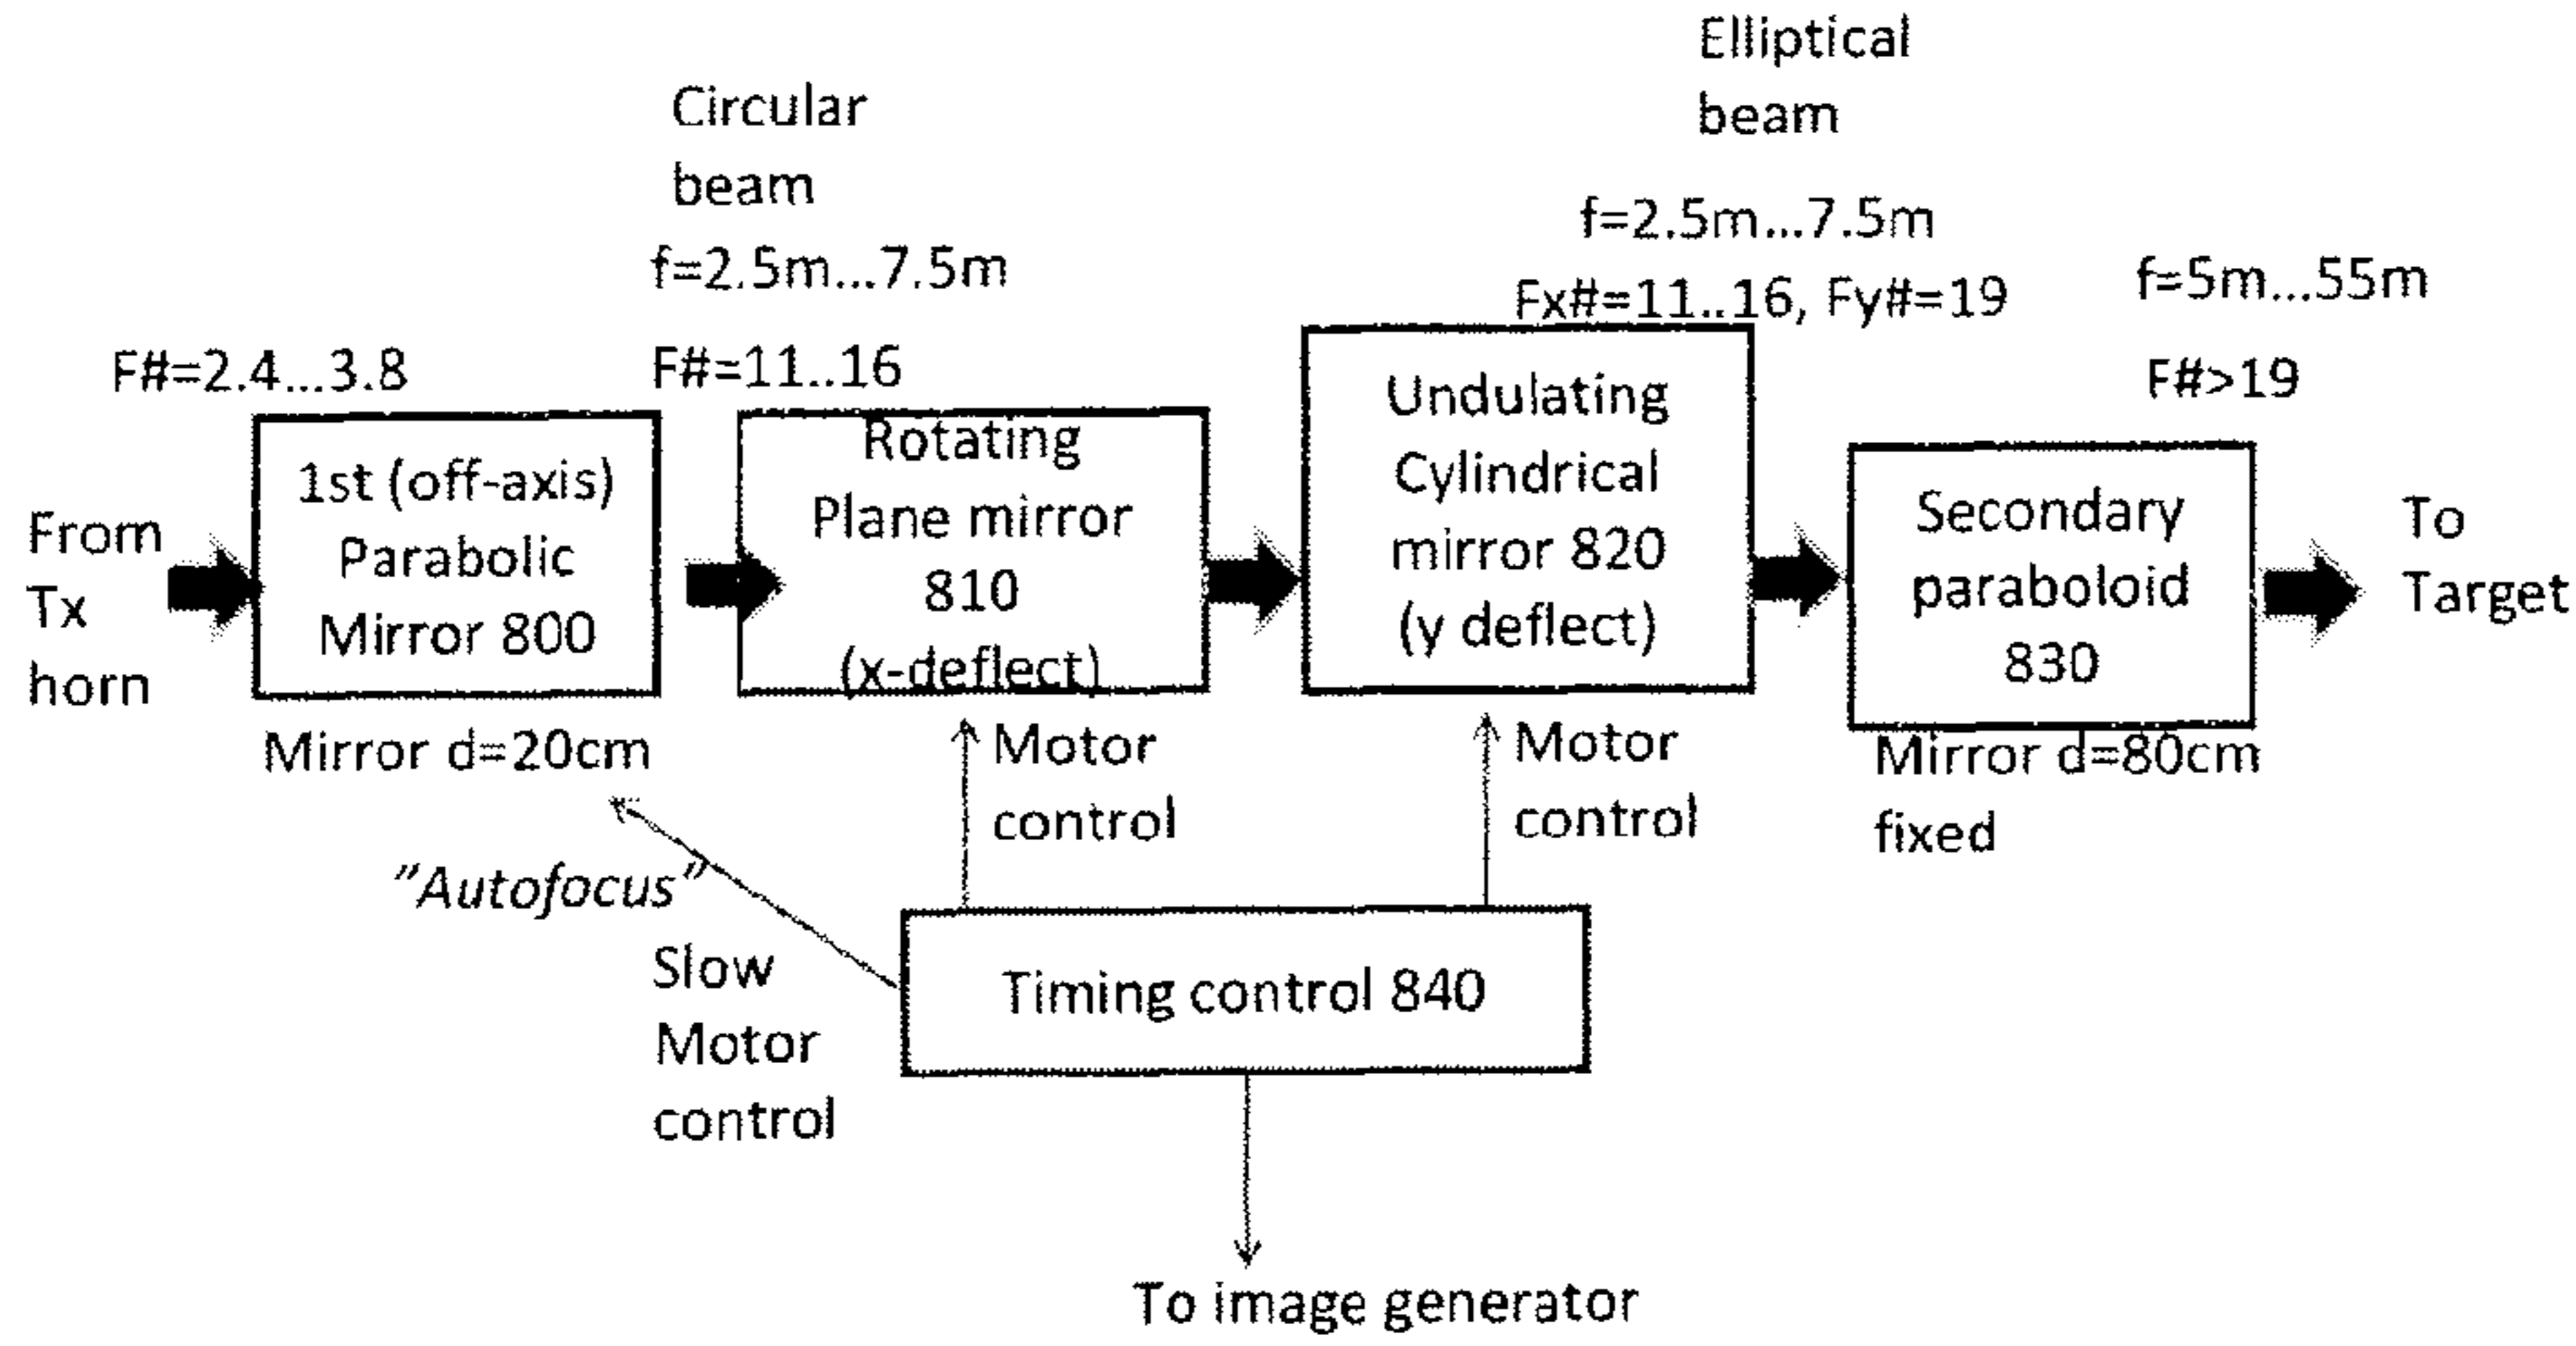 Elliptical
beam
Circular
beam
f=2.5m...7.5m
f=2.5m...7.5m
Fx#=11..16, Fy#=19
f=5m...55m
F#=2.4...3.8
F#=11..16
F#>19
From
Tx
horn
1st (off-axis)
Parabolic
Mirror 800
Rotating
Plane mirror
810
(x-deflect)
Undulating
Cylindrical
mirror 820
(y deflect)
Secondary
paraboloid
830
To
Target
Mirror d=20cm
Motor
control
Motor
control
Mirror d=80cm
fixed
"Autofocus"
Slow
Motor
control
Timing control 840
To image generator